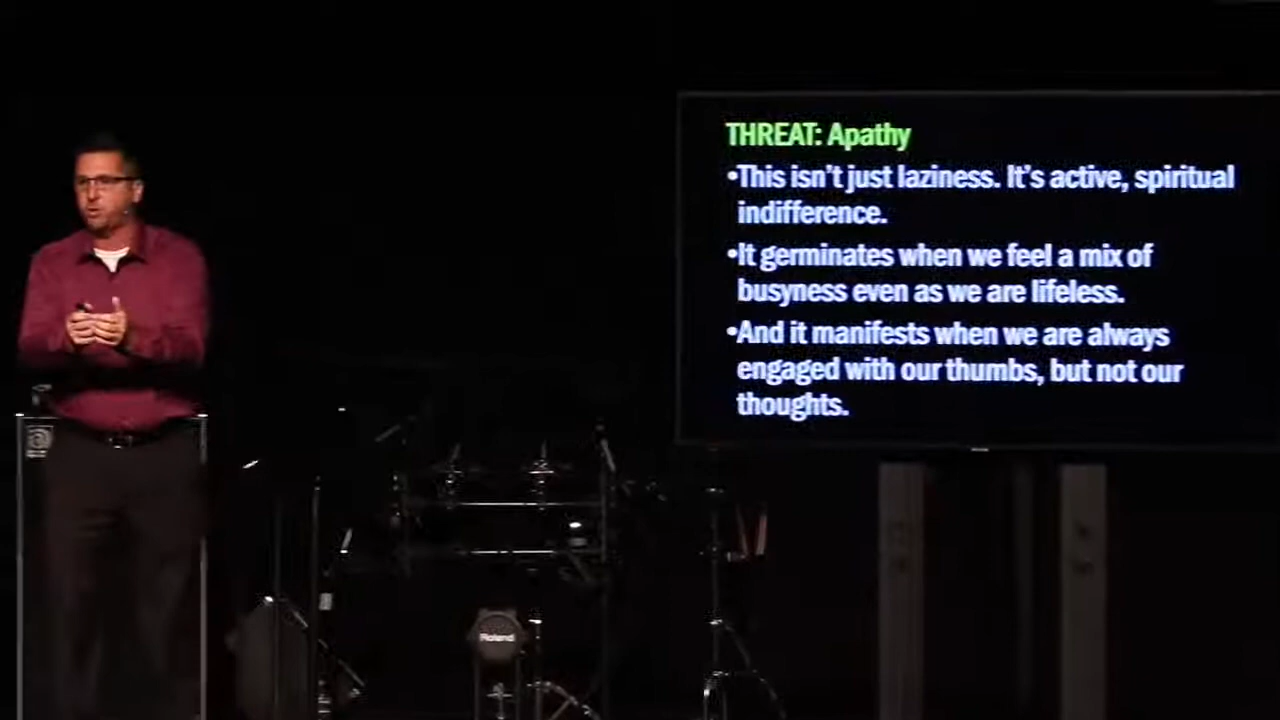 THREAT: Apathy
•This isn't just laziness. It's active, spiritual
indifference.
•It germinates when we feel a mix of
busyness even as we are lifeless.
•And it manifests when we are always
engaged with our thumbs, but not our
thoughts.
Roland